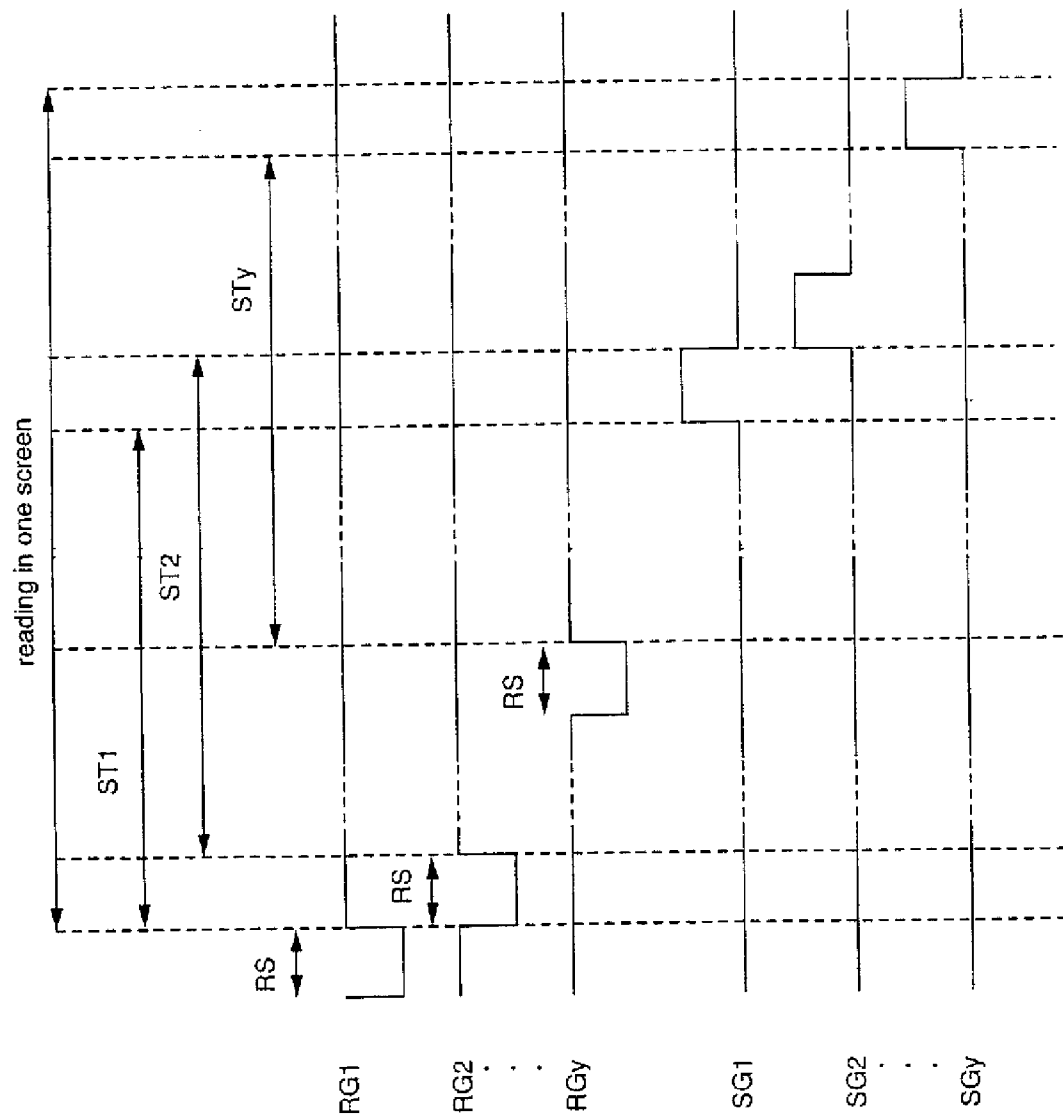 reading in one screen
ST1
ST2
STy
RS
RS
RS
RG1
RG2
.
.
.
.
RGy
SG1
SG2
.
.
.
.
SGy